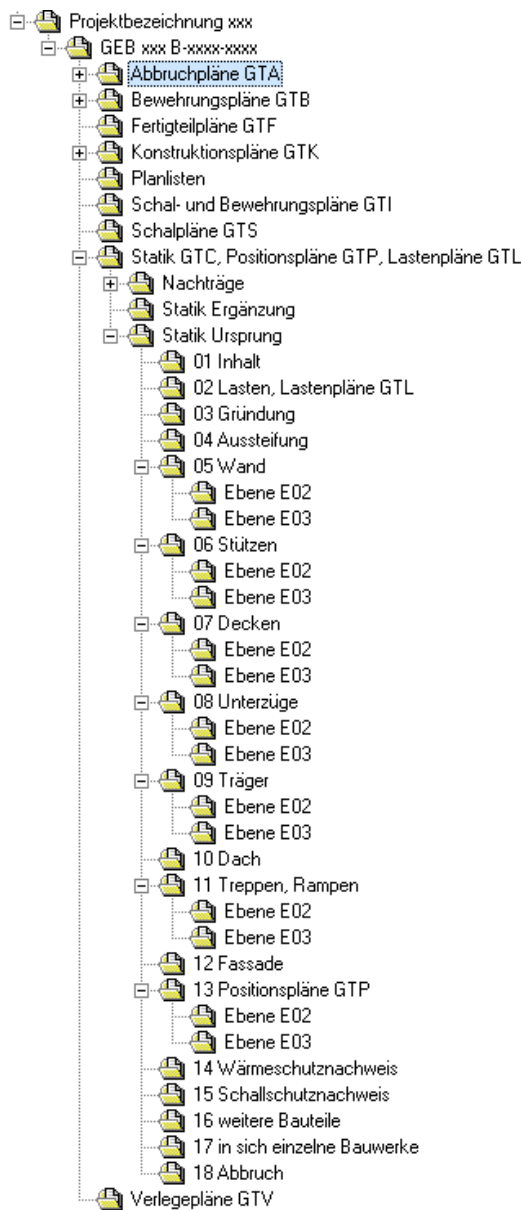 Projektbezeichnung xxx
GEB xxx B-xxxx-xxxx
Abbruchpläne GTA
Bewehrungspläne GTB
Fertigteilpläne GTF
Konstruktionspläne GTK
Planlisten
Schal- und Bewehrungspläne GTI
Schalpläne GTS
Statik GTC, Positionspläne GTP, Lastenpläne GTL
Nachträge
Statik Ergänzung
Statik Ursprung
01 Inhalt
02 Lasten, Lastenpläne GTL
03 Gründung
04 Aussteifung
05 Wand
Ebene E02
Ebene E03
06 Stützen
Ebene E02
Ebene E03
07 Decken
Ebene E02
Ebene E03
08 Unterzüge
Ebene E02
Ebene E03
09 Träger
Ebene E02
Ebene E03
10 Dach
11 Treppen, Rampen
Ebene E02
Ebene E03
12 Fassade
13 Positionspläne GTP
Ebene E02
Ebene E03
14 Wärmeschutznachweis
15 Schallschutznachweis
16 weitere Bauteile
17 in sich einzelne Bauwerke
18 Abbruch
Verlegepläne GTV